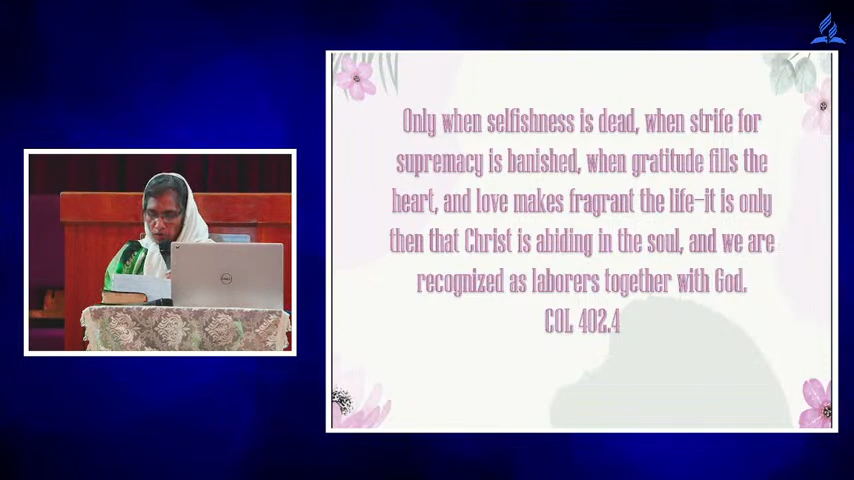 Only when selfishness is dead, when strife for
supremacy is banished, when gratitude fills the
heart, and love makes fragrant the life—it is only
then that Christ is abiding in the soul, and we are
recognized as laborers together with God.
COL 402.4
DELL